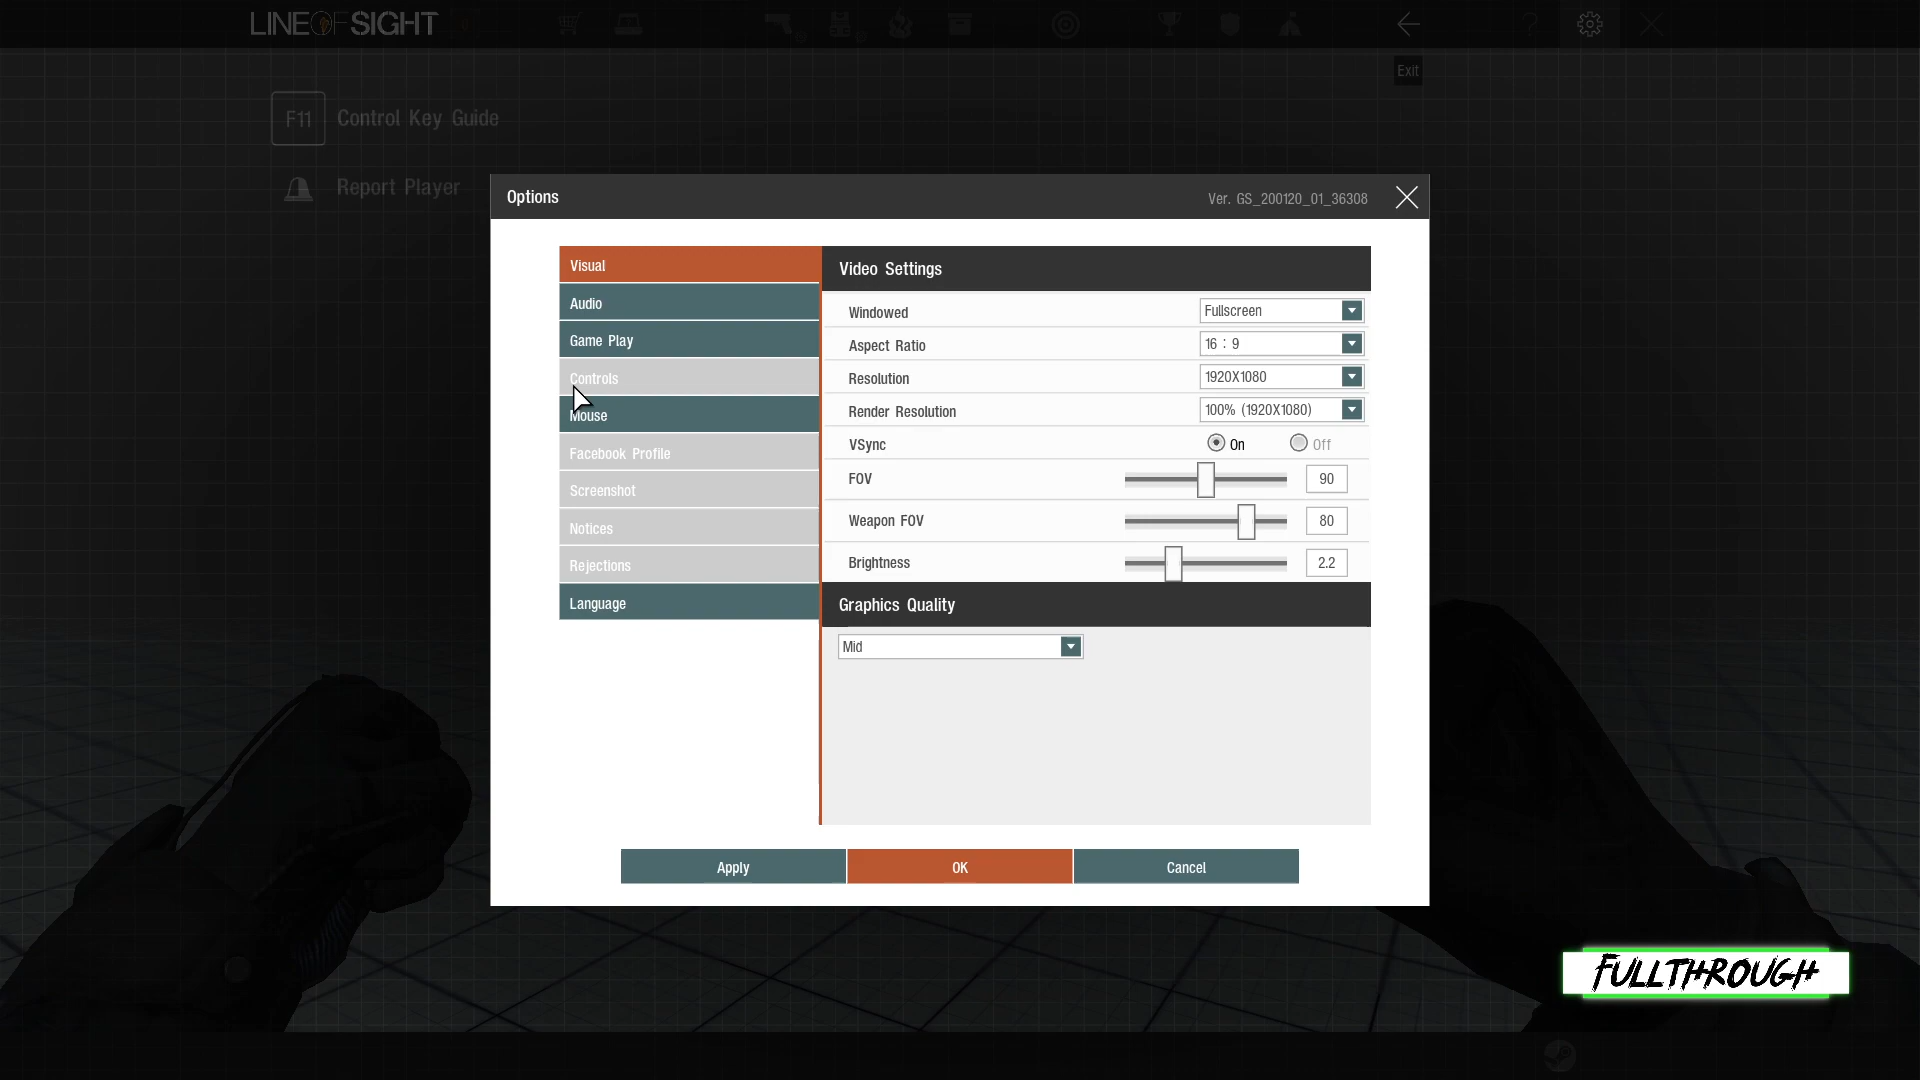 LINE OF SIGHT
Exit
F11 Control Key Guide
Report Player
Options
Ver. GS_200120_01_36308
Visual
Audio
Game Play
Controls
Mouse
Facebook Profile
Screenshot
Notices
Rejections
Language
Video Settings
Windowed Fullscreen
Aspect Ratio 16 : 9
Resolution 1920X1080
Render Resolution 100% (1920X1080)
VSync On Off
FOV 90
Weapon FOV 80
Brightness 2.2
Graphics Quality
Mid
Apply OK Cancel
FULLTHROUGH